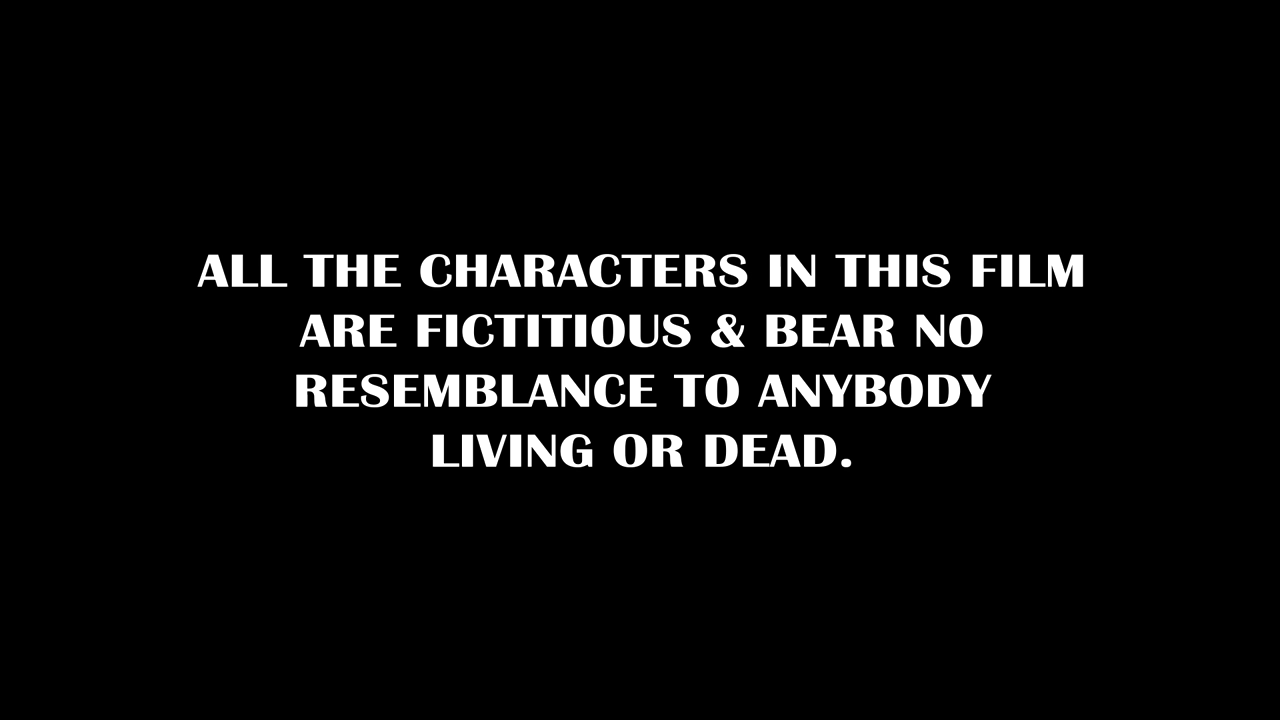 ALL THE CHARACTERS IN THIS FILM
ARE FICTITIOUS & BEAR NO
RESEMBLANCE TO ANYBODY
LIVING OR DEAD.